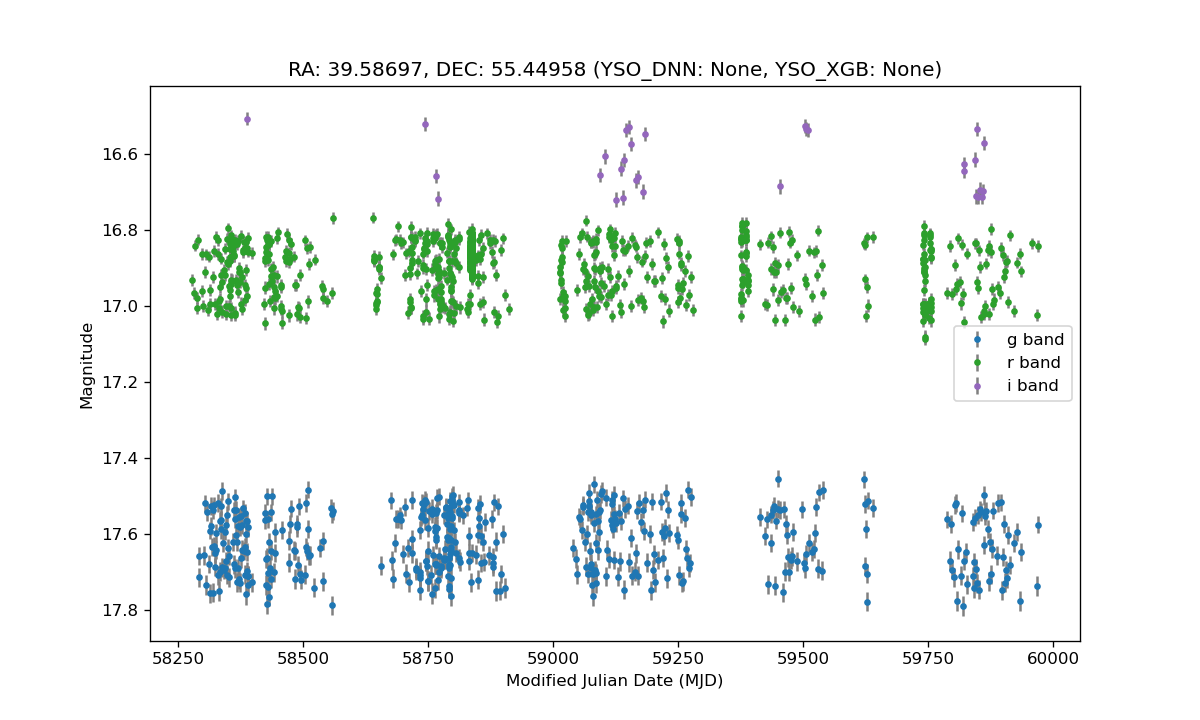 RA: 39.58697, DEC: 55.44958 (YSO_DNN: None, YSO_XGB: None)
16.6
16.8
17.0
17.2
17.4
17.6
17.8
Magnitude
g band
r band
i band
58250 58500 58750 59000 59250 59500 59750 60000
Modified Julian Date (MJD)